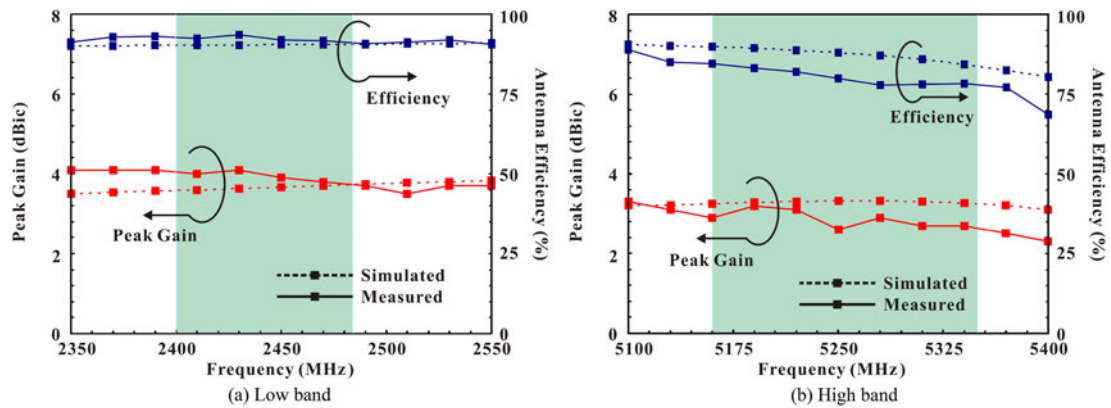 8
6
4
2
0
Peak Gain (dBic)
100
75
50
25
0
Antenna Efficiency (%)
Efficiency
Peak Gain
Simulated
Measured
2350
2400
2450
2500
2550
Frequency (MHz)
(a) Low band
8
6
4
2
0
Peak Gain (dBic)
100
75
50
25
0
Antenna Efficiency (%)
Efficiency
Peak Gain
Simulated
Measured
5100
5175
5250
5325
5400
Frequency (MHz)
(b) High band